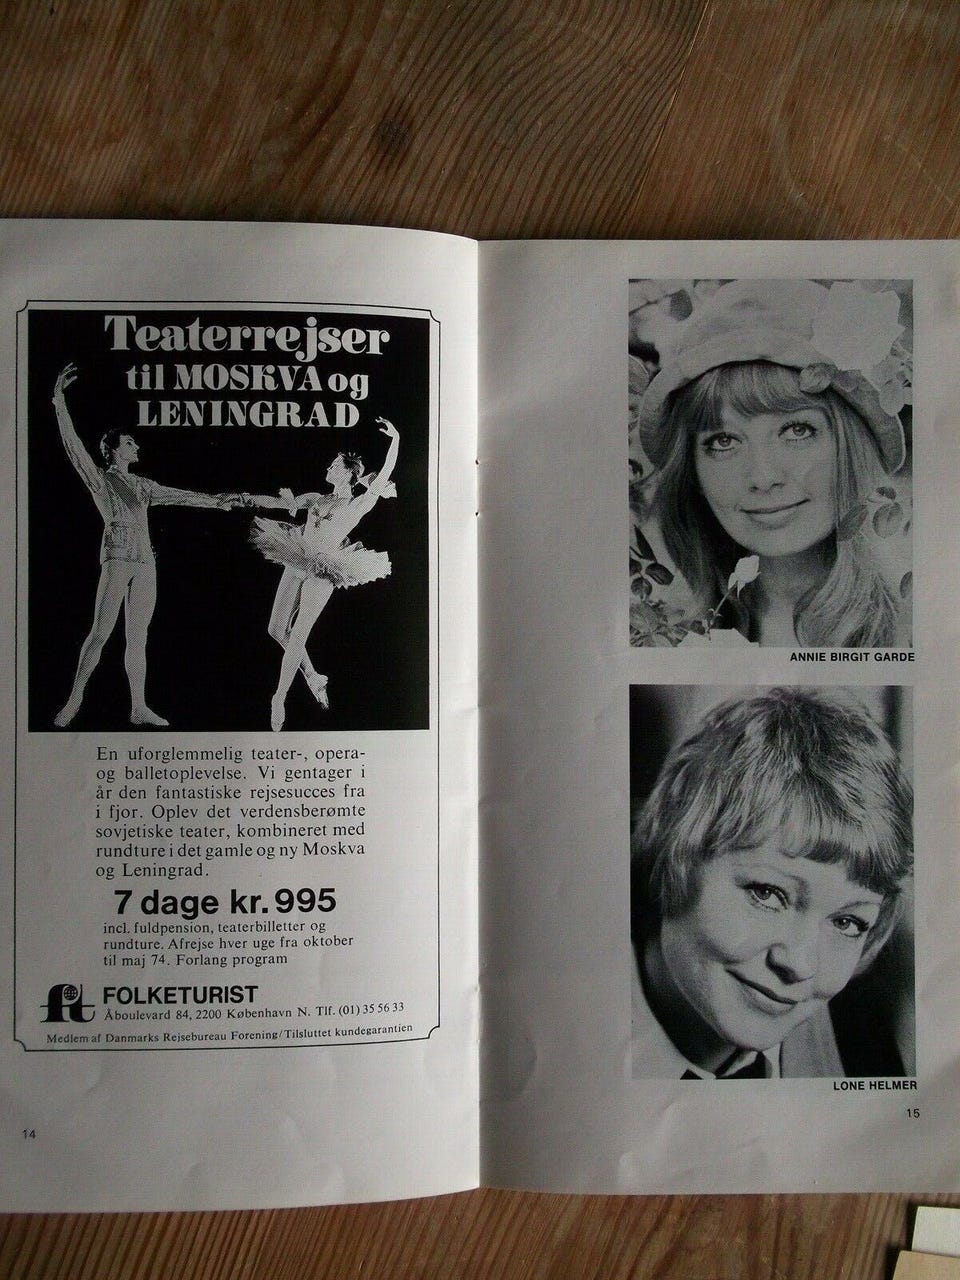 Teaterrejser
til MOSKVA og
LENINGRAD
En uforglemmelig teater-, opera-
og balletoplevelse. Vi gentager i
år den fantastiske rejsesucces fra
i fjor. Oplev det verdensberømte
sovjetiske teater, kombineret med
rundture i det gamle og ny Moskva
og Leningrad.
7 dage kr. 995
incl. fuldpension, teaterbilletter og
rundture. Afrejse hver uge fra oktober
til maj 74. Forlang program
ft FOLKETURIST
Åboulevard 84, 2200 København N. Tlf. (01) 35 56 33
Medlem af Danmarks Rejsebureau Forening/Tilsluttet kundegarantien
14
ANNIE BIRGIT GARDE
LONE HELMER
15